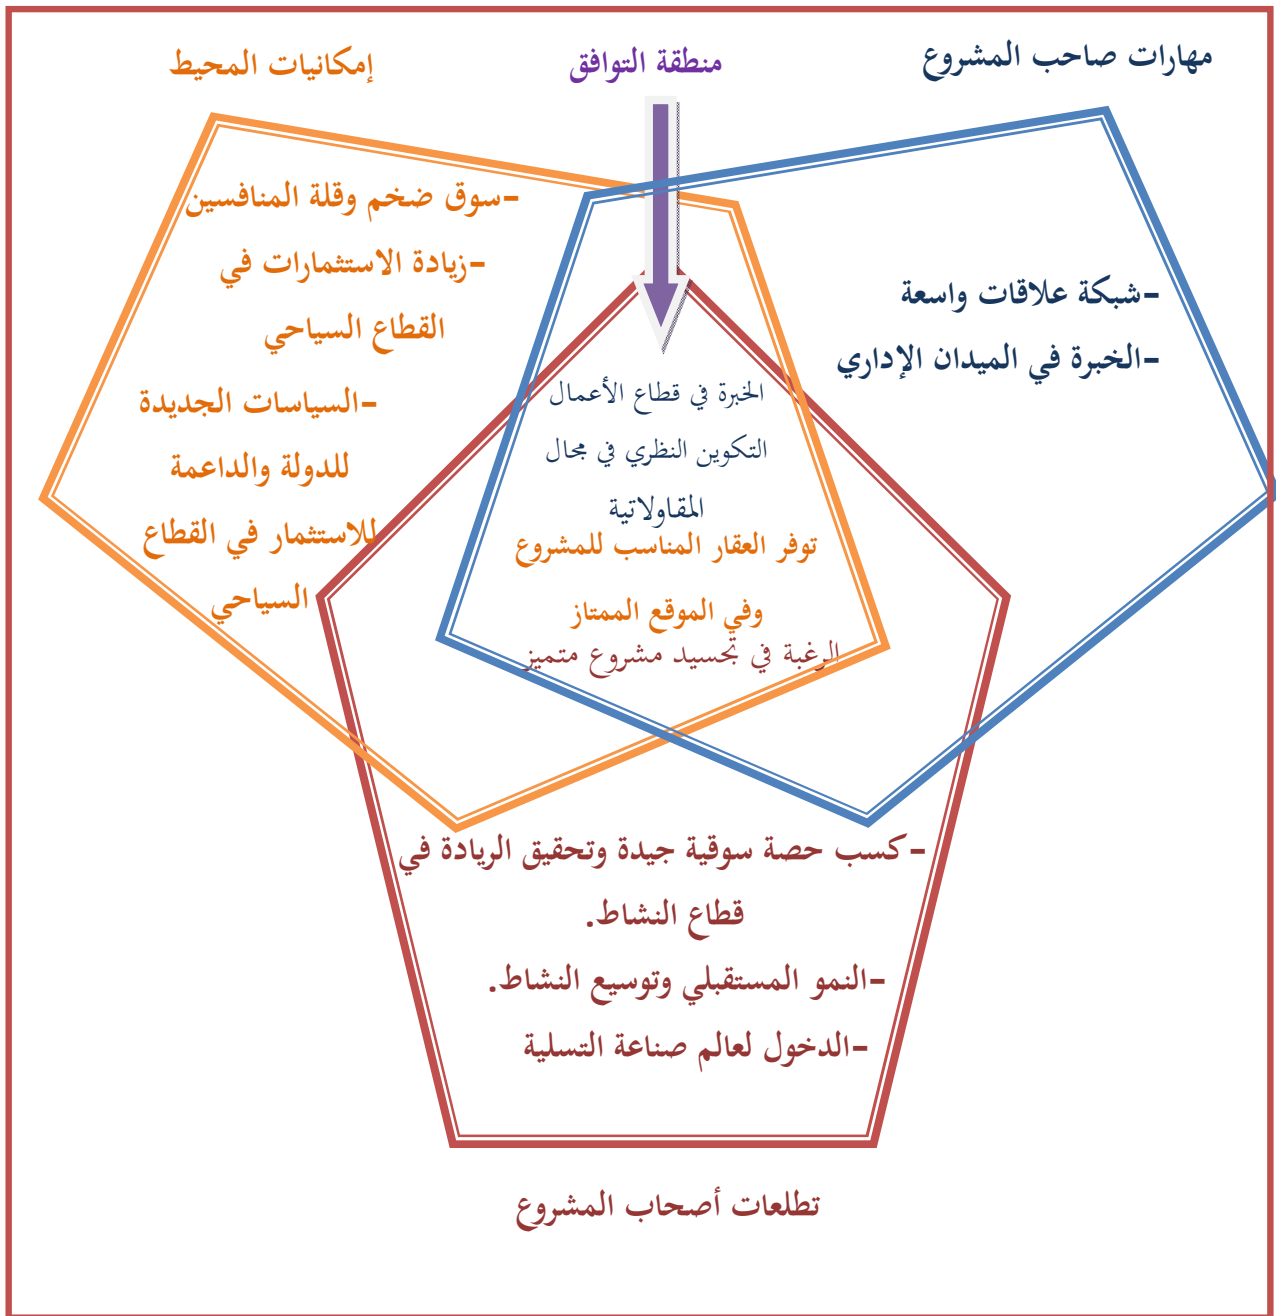 مهارات صاحب المشروع
منطقة التوافق
إمكانيات المحيط
-شبكة علاقات واسعة
-الخبرة في الميدان الإداري
-سوق ضخم وقلة المنافسين
-زيادة الاستثمارات في
القطاع السياحي
-السياسات الجديدة
للدولة والداعمة
للاستثمار في القطاع
السياحي
الخبرة في قطاع الأعمال
التكوين النظري في مجال
المقاولاتية
توفر العقار المناسب للمشروع
وفي الموقع الممتاز
الرغبة في تجسيد مشروع متميز
-كسب حصة سوقية جيدة وتحقيق الريادة في
قطاع النشاط.
-النمو المستقبلي وتوسيع النشاط.
-الدخول لعالم صناعة التسلية
تطلعات أصحاب المشروع